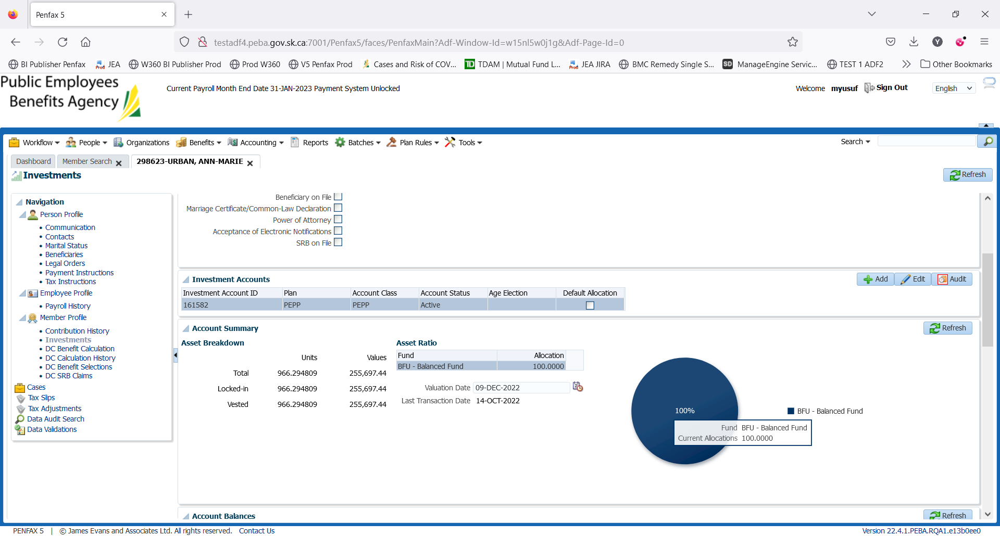 Penfax 5
testadf4.peba.gov.sk.ca:7001/Penfax5/faces/PenfaxMain?Adf-Window-Id=w15nl5w0j1g&Adf-Page-Id=0
BI Publisher Penfax JEA W360 BI Publisher Prod Prod W360 V5 Penfax Prod Cases and Risk of COV... TDAM | Mutual Fund L... JEA JIRA BMC Remedy Single S... ManageEngine Servic... TEST 1 ADF2 Other Bookmarks
Public Employees
Benefits Agency
Current Payroll Month End Date 31-JAN-2023 Payment System Unlocked
Welcome myusuf Sign Out English
Workflow People Organizations Benefits Accounting Reports Batches Plan Rules Tools Search
Dashboard Member Search 298623-URBAN, ANN-MARIE
Investments
Refresh
Navigation
Person Profile
Communication
Contacts
Marital Status
Beneficiaries
Legal Orders
Payment Instructions
Tax Instructions
Employee Profile
Payroll History
Member Profile
Contribution History
Investments
DC Benefit Calculation
DC Calculation History
DC Benefit Selections
DC SRB Claims
Cases
Tax Slips
Tax Adjustments
Data Audit Search
Data Validations
Beneficiary on File
Marriage Certificate/Common-Law Declaration
Power of Attorney
Acceptance of Electronic Notifications
SRB on File
Investment Accounts
Add Edit Audit
Investment Account ID Plan Account Class Account Status Age Election Default Allocation
161582 PEPP PEPP Active
Account Summary
Refresh
Asset Breakdown
Units Values
Total 966.294809 255,697.44
Locked-in 966.294809 255,697.44
Vested 966.294809 255,697.44
Asset Ratio
Fund Allocation
BFU - Balanced Fund 100.0000
Valuation Date 09-DEC-2022
Last Transaction Date 14-OCT-2022
100%
BFU - Balanced Fund
Fund BFU - Balanced Fund
Current Allocations 100.0000
Account Balances
Refresh
PENFAX 5 | © James Evans and Associates Ltd. All rights reserved. Contact Us
Version 22.4.1.PEBA.RQA1.e13b0ee0